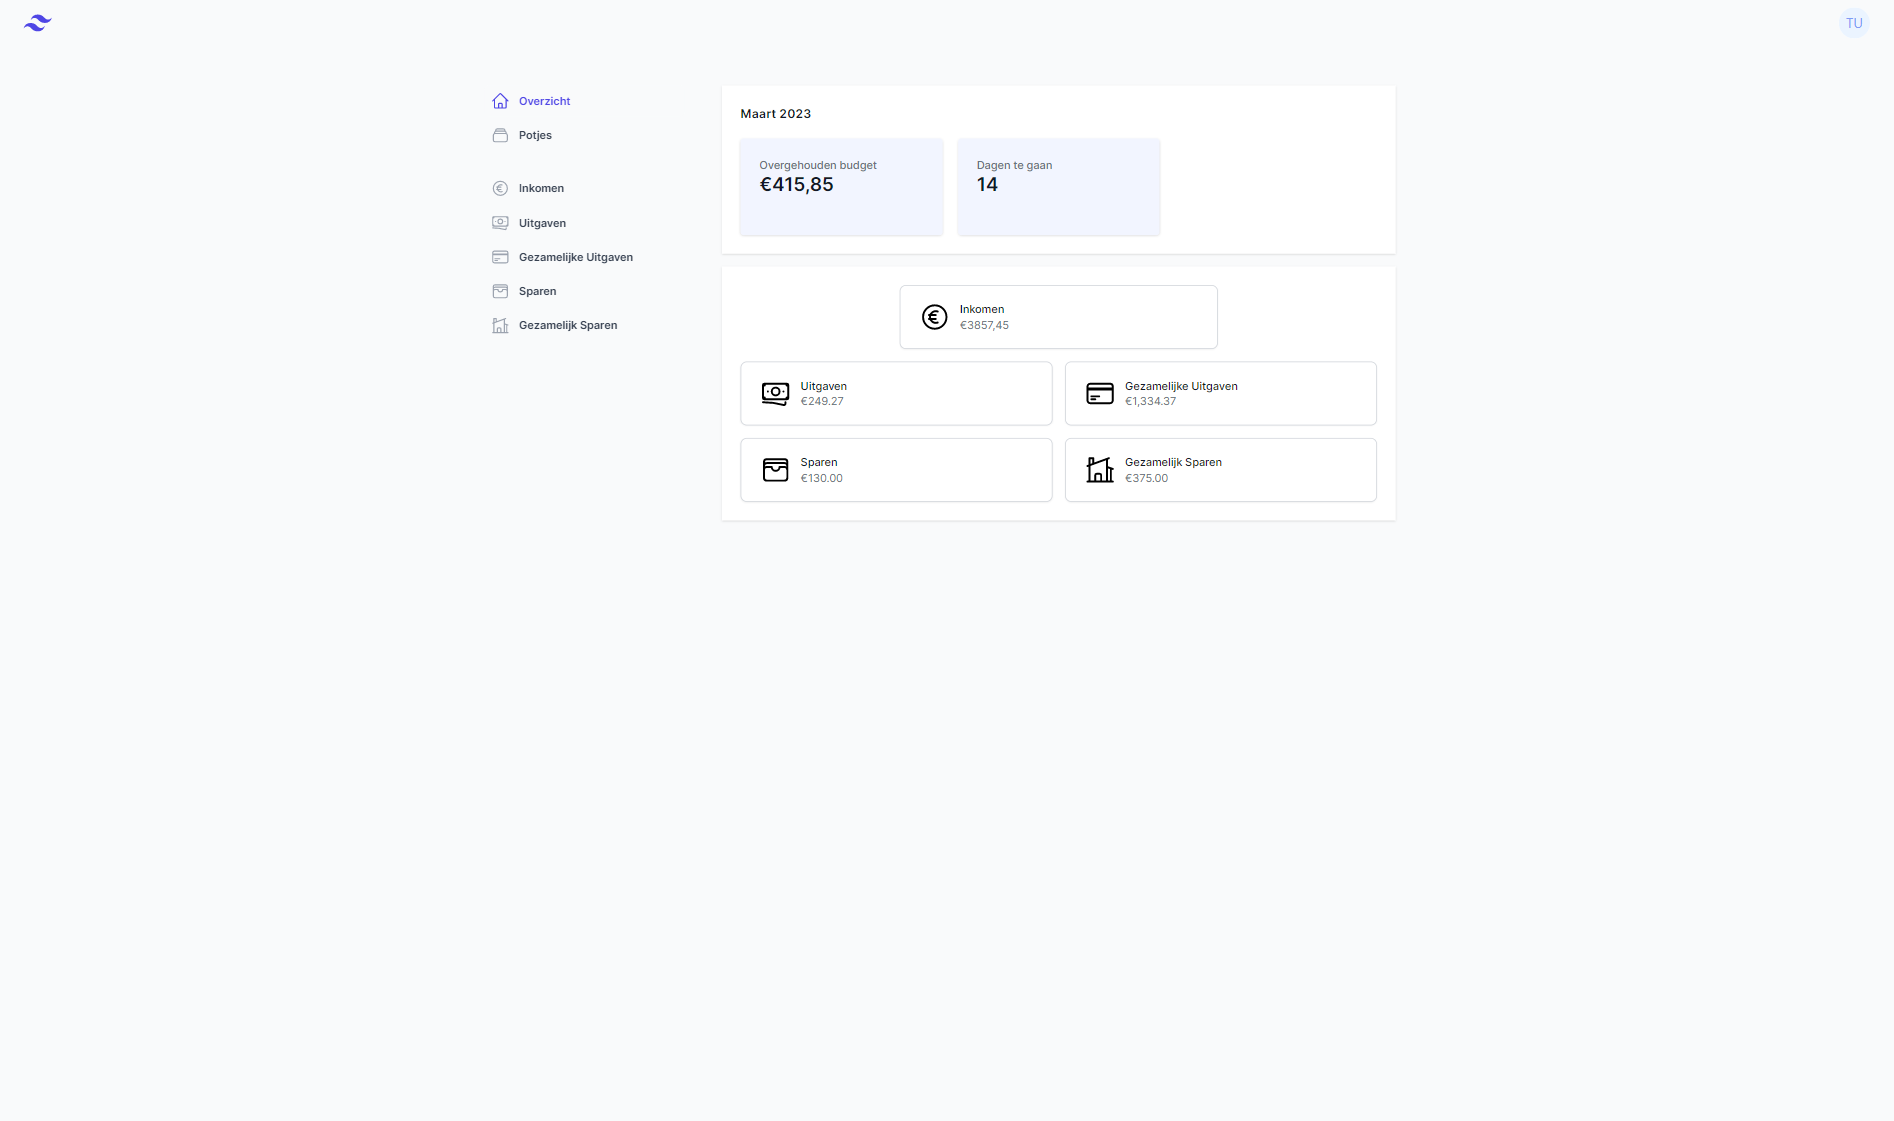 TU
Overzicht
Potjes
Inkomen
Uitgaven
Gezamelijke Uitgaven
Sparen
Gezamelijk Sparen
Maart 2023
Overgehouden budget
€415,85
Dagen te gaan
14
Inkomen
€3857,45
Uitgaven
€249.27
Gezamelijke Uitgaven
€1,334.37
Sparen
€130.00
Gezamelijk Sparen
€375.00